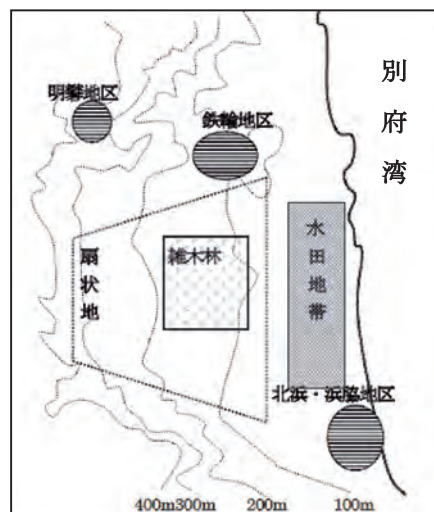 別府湾
明礬地区
鉄輪地区
扇状地
雑木林
水田地帯
北浜・浜脇地区
400m300m 200m 100m